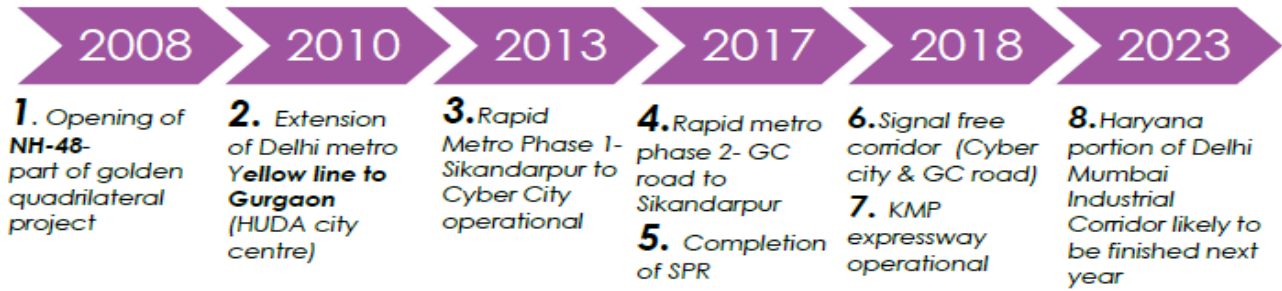 2008
2010
2013
2017
2018
2023
1. Opening of
NH-48-
part of golden
quadrilateral
project
2. Extension
of Delhi metro
Yellow line to
Gurgaon
(HUDA city
centre)
3.Rapid
Metro Phase 1-
Sikandarpur to
Cyber City
operational
4.Rapid metro
phase 2- GC
road to
Sikandarpur
5. Completion
of SPR
6.Signal free
corridor (Cyber
city & GC road)
7. KMP
expressway
operational
8.Haryana
portion of Delhi
Mumbai
Industrial
Corridor likely to
be finished next
year